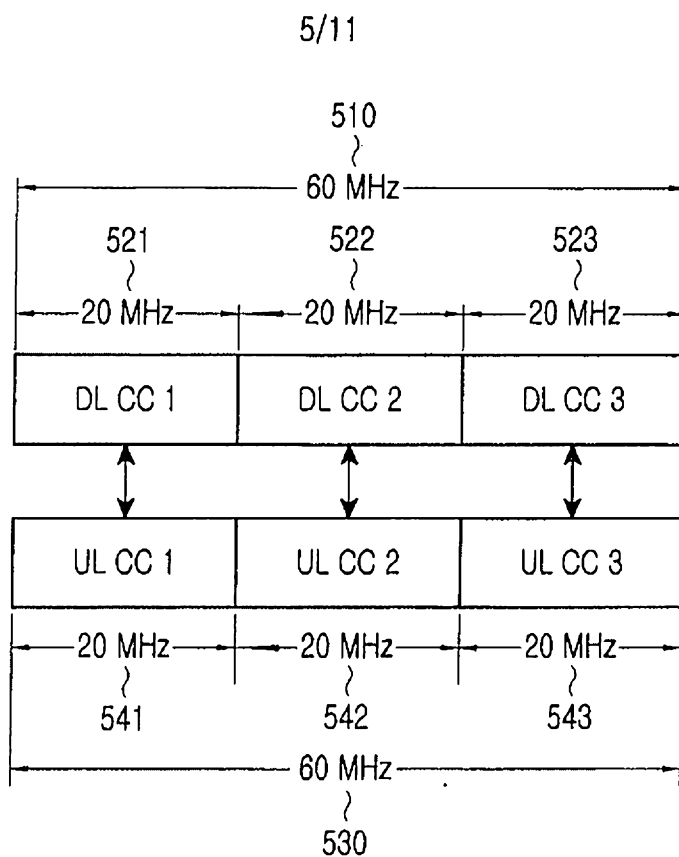 5/11
510
60 MHz
521 522 523
20 MHz 20 MHz 20 MHz
DL CC 1 DL CC 2 DL CC 3
UL CC 1 UL CC 2 UL CC 3
20 MHz 20 MHz 20 MHz
541 542 543
60 MHz
530